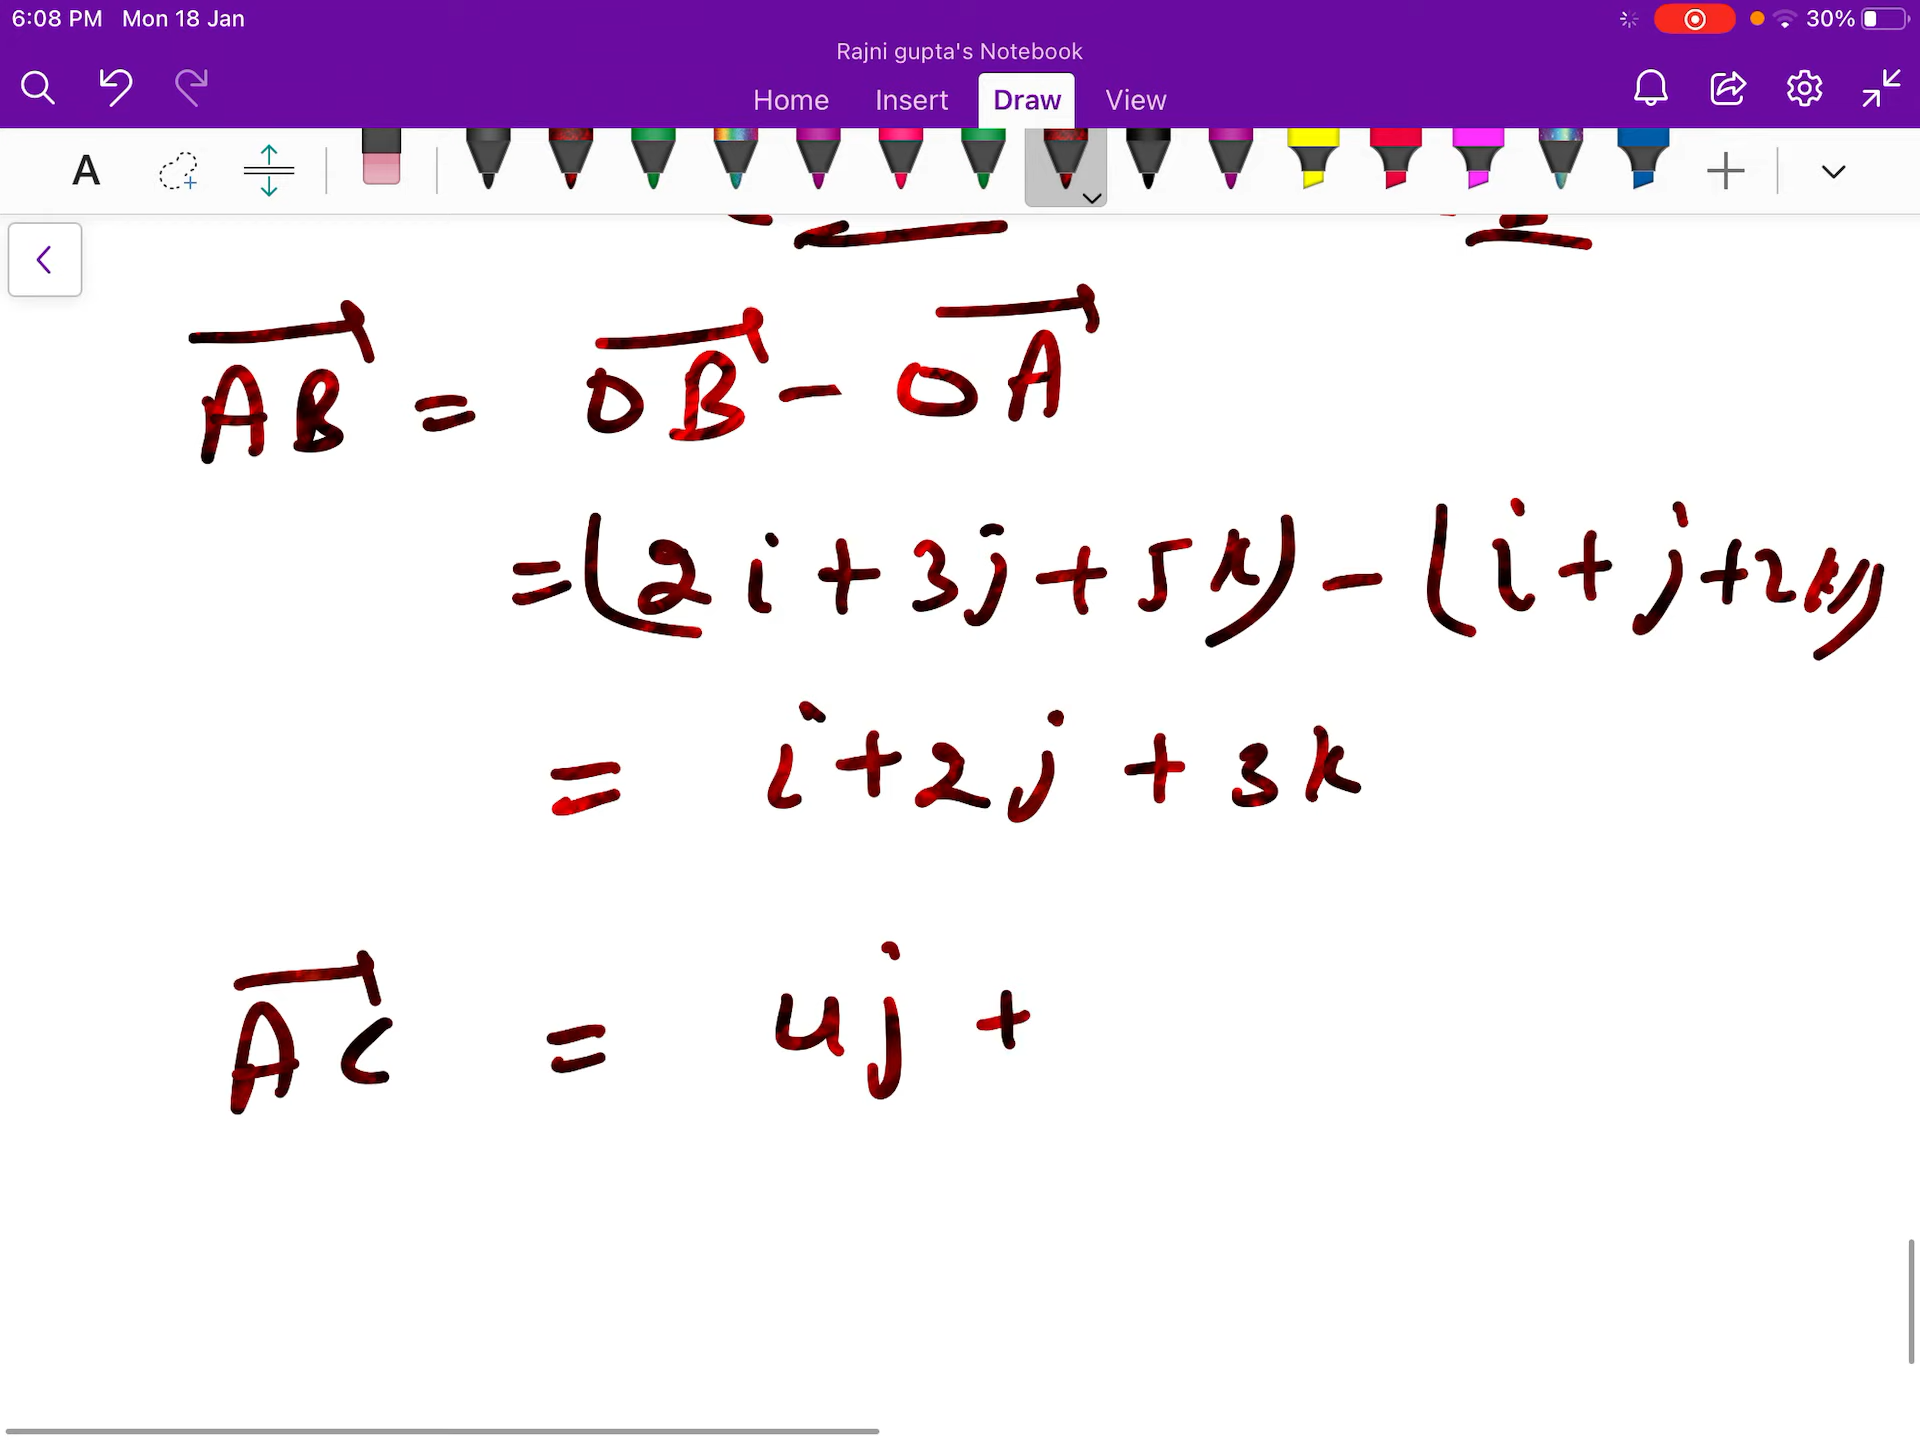 6:08 PM Mon 18 Jan 30%
Rajni gupta's Notebook
Home Insert Draw View
A
AB = OB - OA
= (2i + 3j + 5k) - (i + j + 2k)
= i + 2j + 3k
AC = 4j +